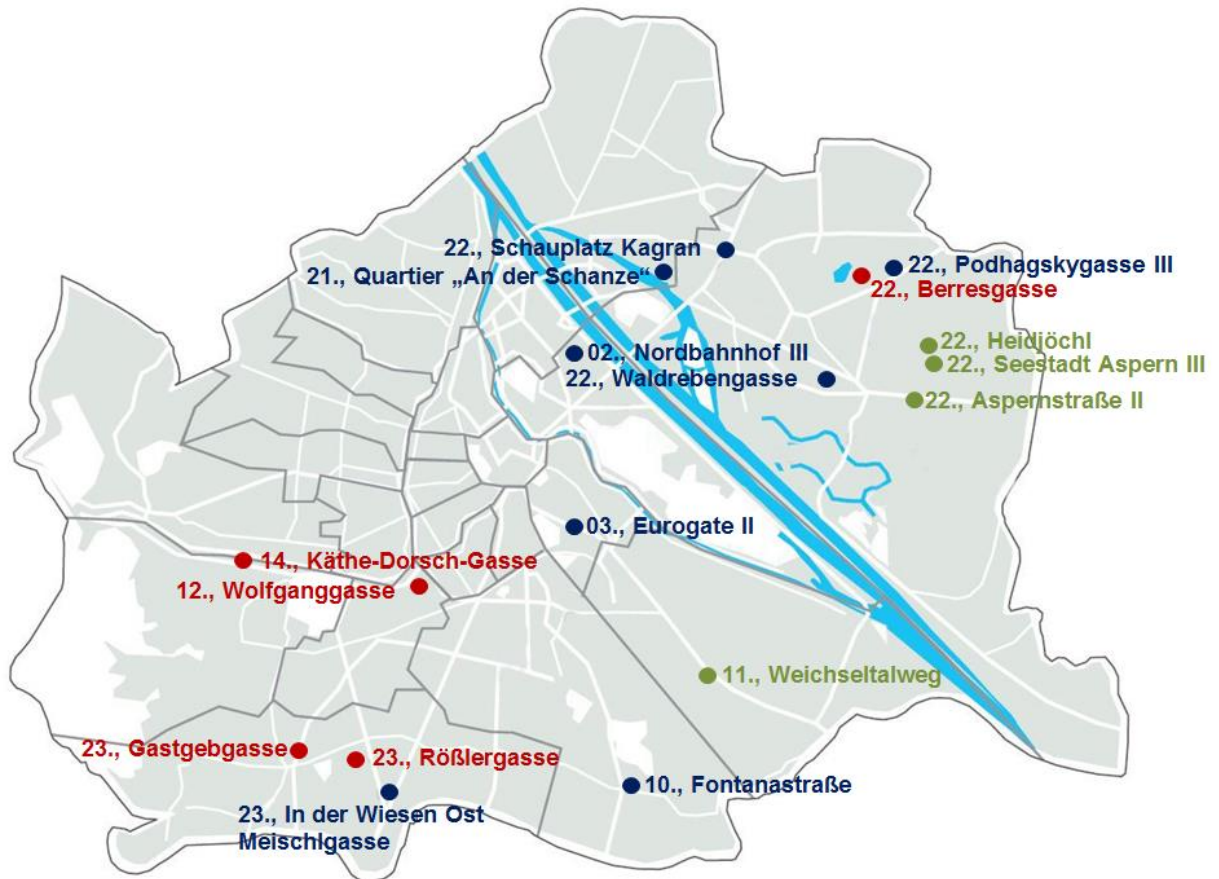 22., Schauplatz Kagran
21., Quartier „An der Schanze“
22., Podhagskygasse III
22., Berresgasse
22., Heidjöchl
02., Nordbahnhof III
22., Seestadt Aspern III
22., Waldrebengasse
22., Aspernstraße II
03., Eurogate II
14., Käthe-Dorsch-Gasse
12., Wolfganggasse
11., Weichseltalweg
23., Gastgebgasse
23., Rößlergasse
10., Fontanastraße
23., In der Wiesen Ost
Meischlgasse